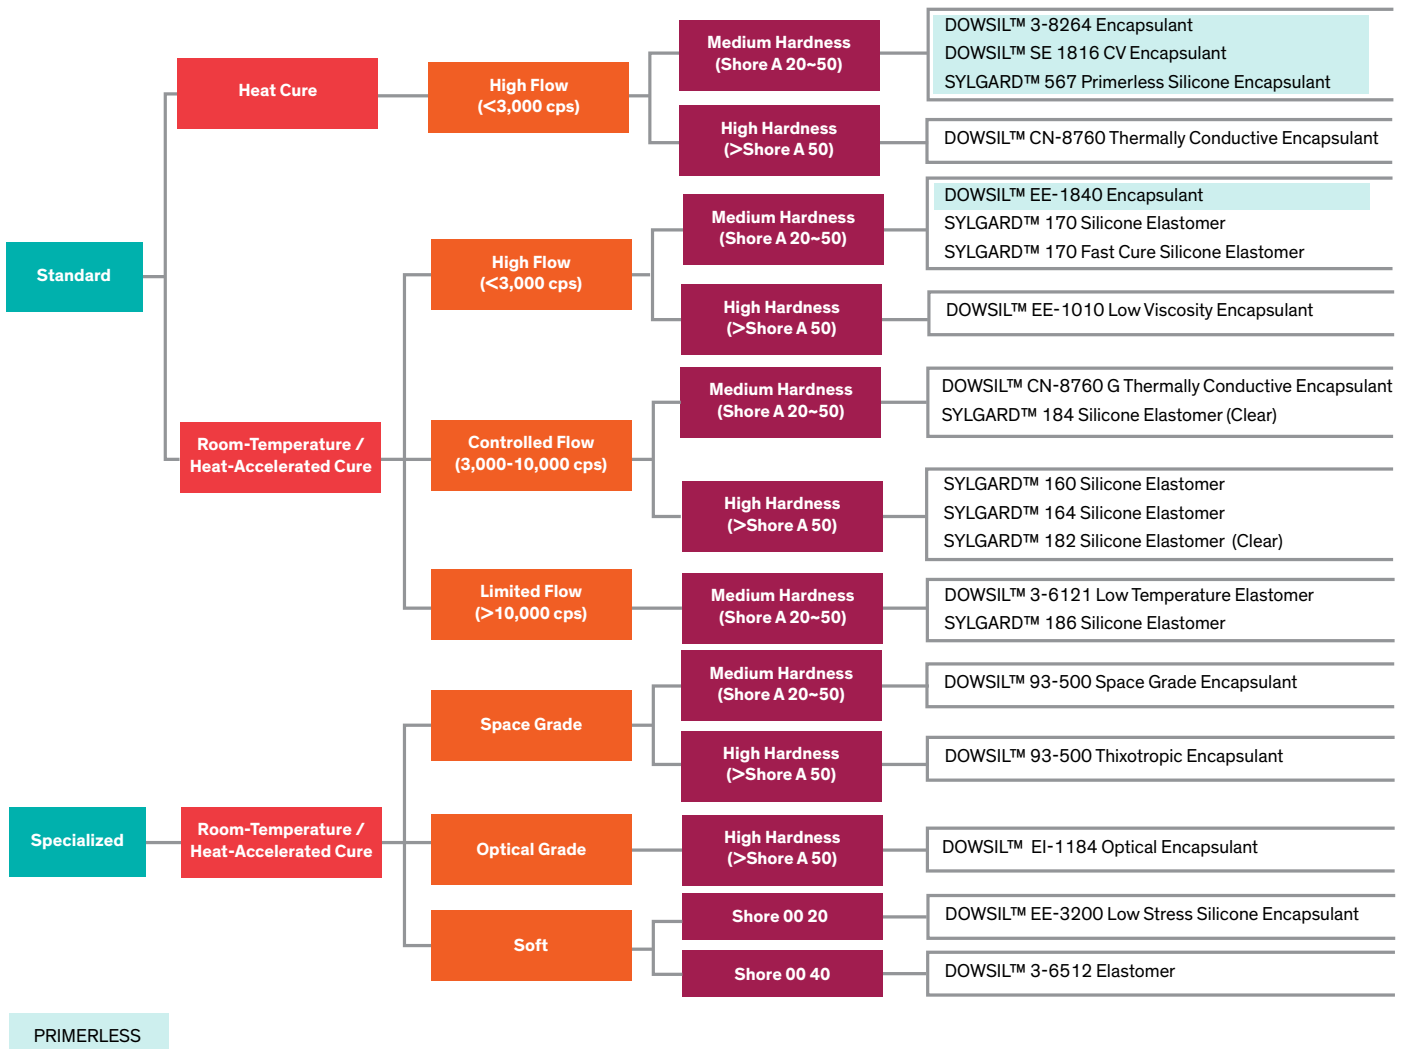 Standard
Heat Cure
High Flow
(<3,000 cps)
Medium Hardness
(Shore A 20~50)
DOWSIL™ 3-8264 Encapsulant
DOWSIL™ SE 1816 CV Encapsulant
SYLGARD™ 567 Primerless Silicone Encapsulant
High Hardness
(>Shore A 50)
DOWSIL™ CN-8760 Thermally Conductive Encapsulant
Room-Temperature /
Heat-Accelerated Cure
High Flow
(<3,000 cps)
Medium Hardness
(Shore A 20~50)
DOWSIL™ EE-1840 Encapsulant
SYLGARD™ 170 Silicone Elastomer
SYLGARD™ 170 Fast Cure Silicone Elastomer
High Hardness
(>Shore A 50)
DOWSIL™ EE-1010 Low Viscosity Encapsulant
Controlled Flow
(3,000-10,000 cps)
Medium Hardness
(Shore A 20~50)
DOWSIL™ CN-8760 G Thermally Conductive Encapsulant
SYLGARD™ 184 Silicone Elastomer (Clear)
High Hardness
(>Shore A 50)
SYLGARD™ 160 Silicone Elastomer
SYLGARD™ 164 Silicone Elastomer
SYLGARD™ 182 Silicone Elastomer (Clear)
Limited Flow
(>10,000 cps)
Medium Hardness
(Shore A 20~50)
DOWSIL™ 3-6121 Low Temperature Elastomer
SYLGARD™ 186 Silicone Elastomer
Specialized
Room-Temperature /
Heat-Accelerated Cure
Space Grade
Medium Hardness
(Shore A 20~50)
DOWSIL™ 93-500 Space Grade Encapsulant
High Hardness
(>Shore A 50)
DOWSIL™ 93-500 Thixotropic Encapsulant
Optical Grade
High Hardness
(>Shore A 50)
DOWSIL™ EI-1184 Optical Encapsulant
Soft
Shore 00 20
DOWSIL™ EE-3200 Low Stress Silicone Encapsulant
Shore 00 40
DOWSIL™ 3-6512 Elastomer
PRIMERLESS